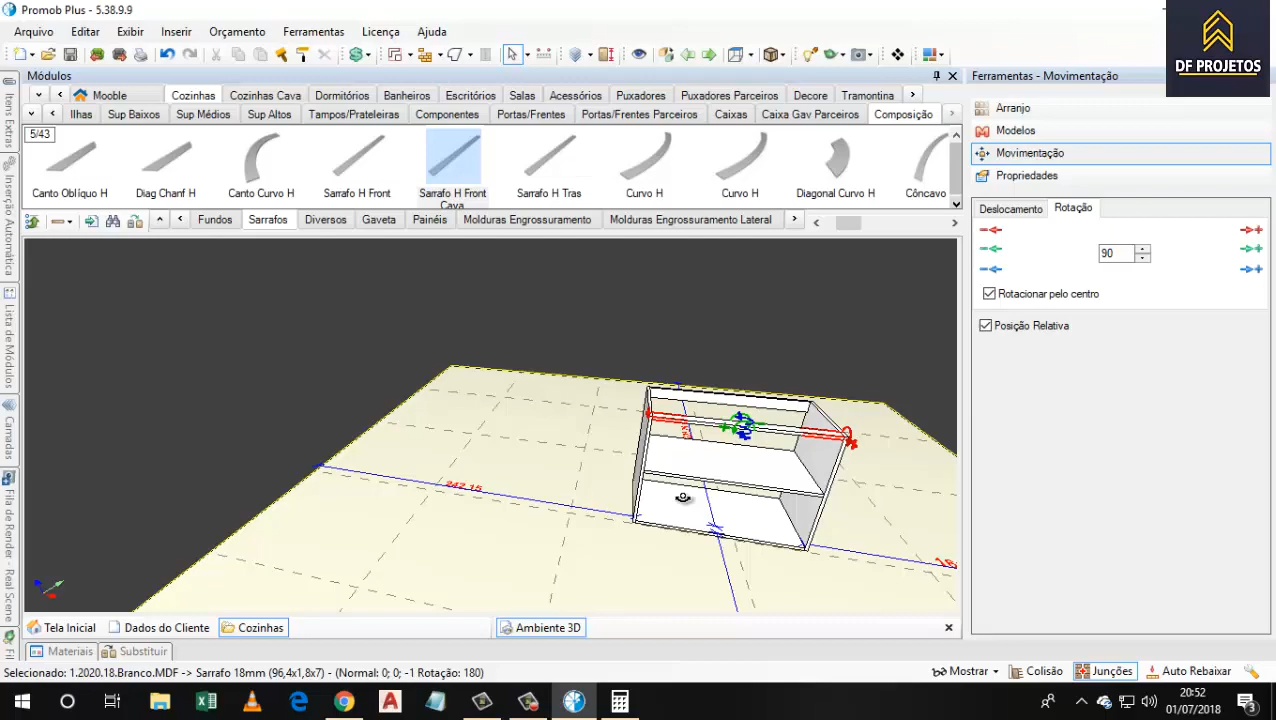 Promob Plus - 5.38.9.9
DF PROJETOS
Arquivo Editar Exibir Inserir Orçamento Ferramentas Licença Ajuda
Módulos
Ferramentas - Movimentação
Mooble Cozinhas Cozinhas Cava Dormitórios Banheiros Escritórios Salas Acessórios Puxadores Puxadores Parceiros Decore Tramontina
Ilhas Sup Baixos Sup Médios Sup Altos Tampos/Prateleiras Componentes Portas/Frentes Portas/Frentes Parceiros Caixas Caixa Gav Parceiros Composição
5/43
Canto Oblíquo H Diag Chanf H Canto Curvo H Sarrafo H Front Sarrafo H Front Cava Sarrafo H Tras Curvo H Curvo H Diagonal Curvo H Côncavo
Fundos Sarrafos Diversos Gaveta Painéis Molduras Engrossuramento Molduras Engrossuramento Lateral
Arranjo
Modelos
Movimentação
Propriedades
Deslocamento Rotação
90
Rotacionar pelo centro
Posição Relativa
Itens Extras
Inserção Automática
Lista de Módulos
Camadas
Fila de Render - Real Scene
242.15
Tela Inicial Dados do Cliente Cozinhas Ambiente 3D
Materiais Substituir
Selecionado: 1.2020.18.Branco.MDF -> Sarrafo 18mm (96,4x1,8x7) - (Normal: 0; 0; -1 Rotação: 180)
Mostrar Colisão Junções Auto Rebaixar
20:52
01/07/2018
3